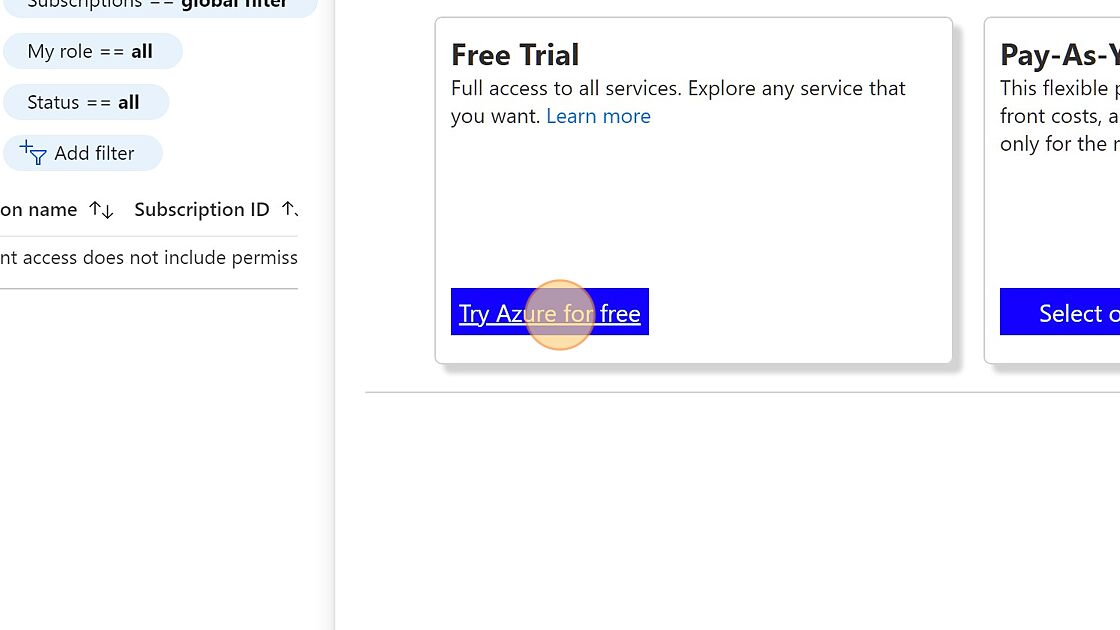 Subscriptions == global filter
My role == all
Status == all
Add filter
on name Subscription ID
nt access does not include permiss
Free Trial
Full access to all services. Explore any service that
you want. Learn more
Try Azure for free
Pay-As-Y
This flexible p
front costs, a
only for the
Select o